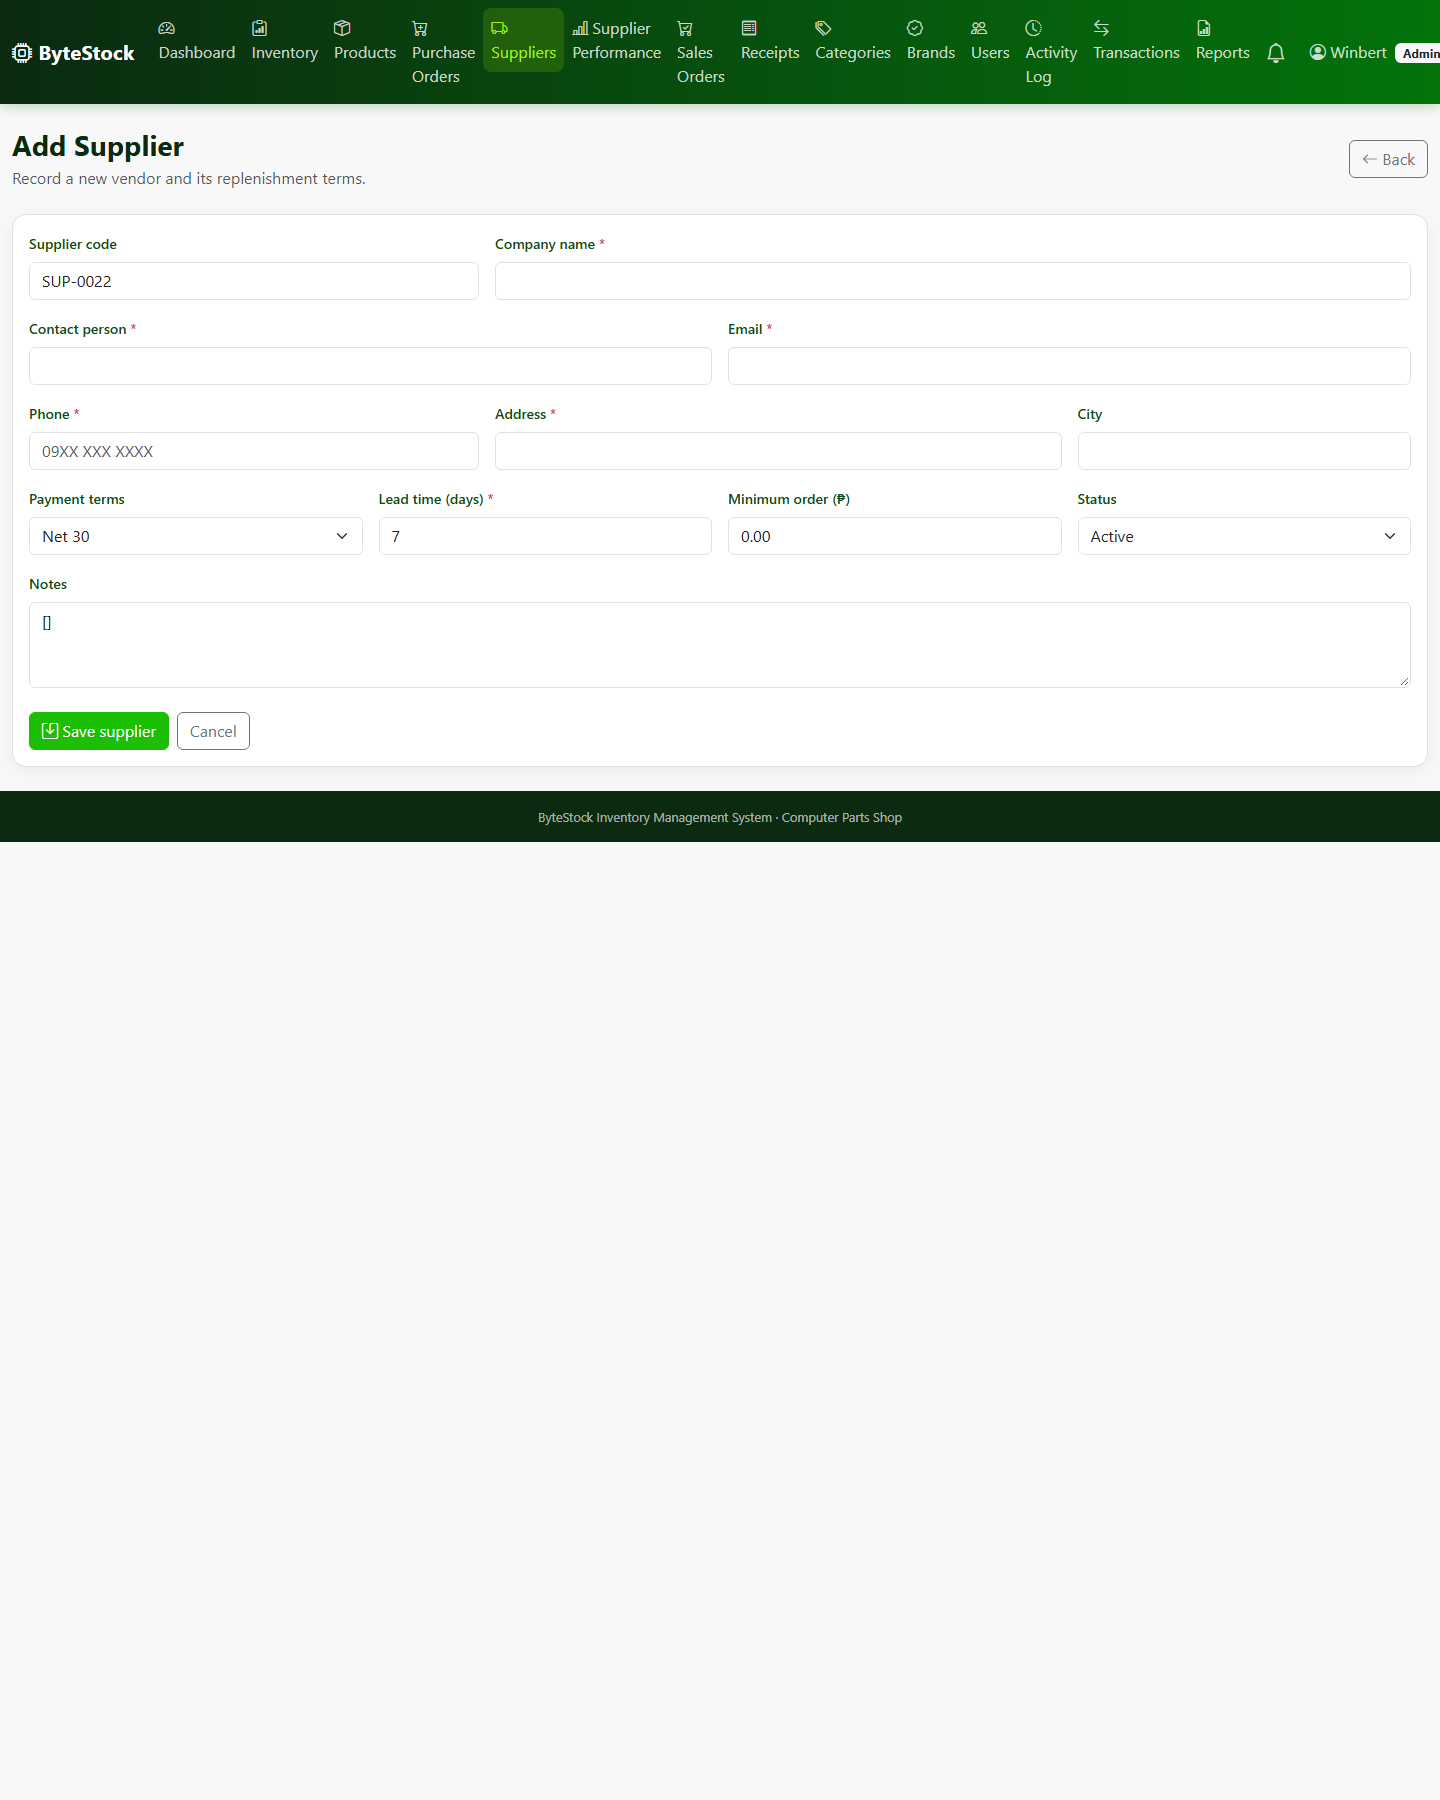 ByteStock
Dashboard
Inventory
Products
Purchase
Orders
Suppliers
Supplier
Performance
Sales
Orders
Receipts
Categories
Brands
Users
Activity
Log
Transactions
Reports
Winbert
Admin
Add Supplier
Record a new vendor and its replenishment terms.
Back
Supplier code
Company name *
SUP-0022
Contact person *
Email *
Phone *
Address *
City
09XX XXX XXXX
Payment terms
Lead time (days) *
Minimum order (₱)
Status
Net 30
7
0.00
Active
Notes
[]
Save supplier
Cancel
ByteStock Inventory Management System · Computer Parts Shop